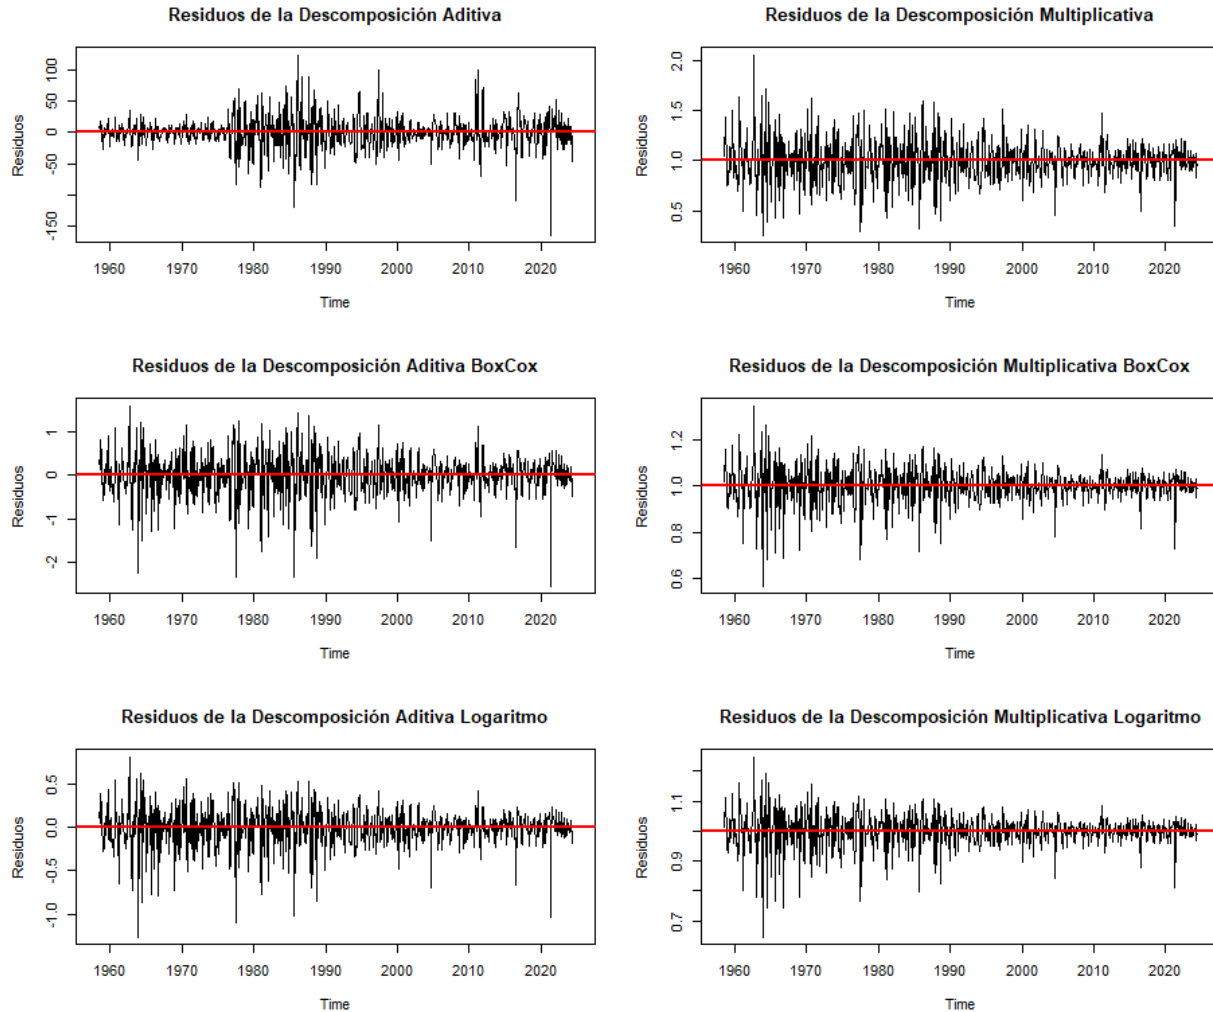 Residuos de la Descomposición Aditiva
Residuos
100
50
0
-50
-150
1960 1970 1980 1990 2000 2010 2020
Time
Residuos de la Descomposición Multiplicativa
Residuos
2.0
1.5
1.0
0.5
1960 1970 1980 1990 2000 2010 2020
Time
Residuos de la Descomposición Aditiva BoxCox
Residuos
1
0
-1
-2
1960 1970 1980 1990 2000 2010 2020
Time
Residuos de la Descomposición Multiplicativa BoxCox
Residuos
1.2
1.0
0.8
0.6
1960 1970 1980 1990 2000 2010 2020
Time
Residuos de la Descomposición Aditiva Logaritmo
Residuos
0.5
0.0
-0.5
-1.0
1960 1970 1980 1990 2000 2010 2020
Time
Residuos de la Descomposición Multiplicativa Logaritmo
Residuos
1.1
0.9
0.7
1960 1970 1980 1990 2000 2010 2020
Time